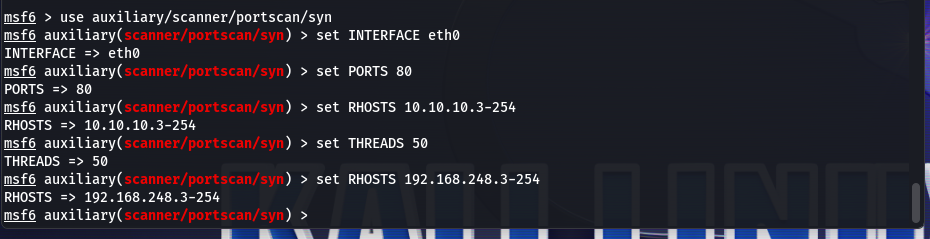 msf6 > use auxiliary/scanner/portscan/syn
msf6 auxiliary(scanner/portscan/syn) > set INTERFACE eth0
INTERFACE => eth0
msf6 auxiliary(scanner/portscan/syn) > set PORTS 80
PORTS => 80
msf6 auxiliary(scanner/portscan/syn) > set RHOSTS 10.10.10.3-254
RHOSTS => 10.10.10.3-254
msf6 auxiliary(scanner/portscan/syn) > set THREADS 50
THREADS => 50
msf6 auxiliary(scanner/portscan/syn) > set RHOSTS 192.168.248.3-254
RHOSTS => 192.168.248.3-254
msf6 auxiliary(scanner/portscan/syn) >